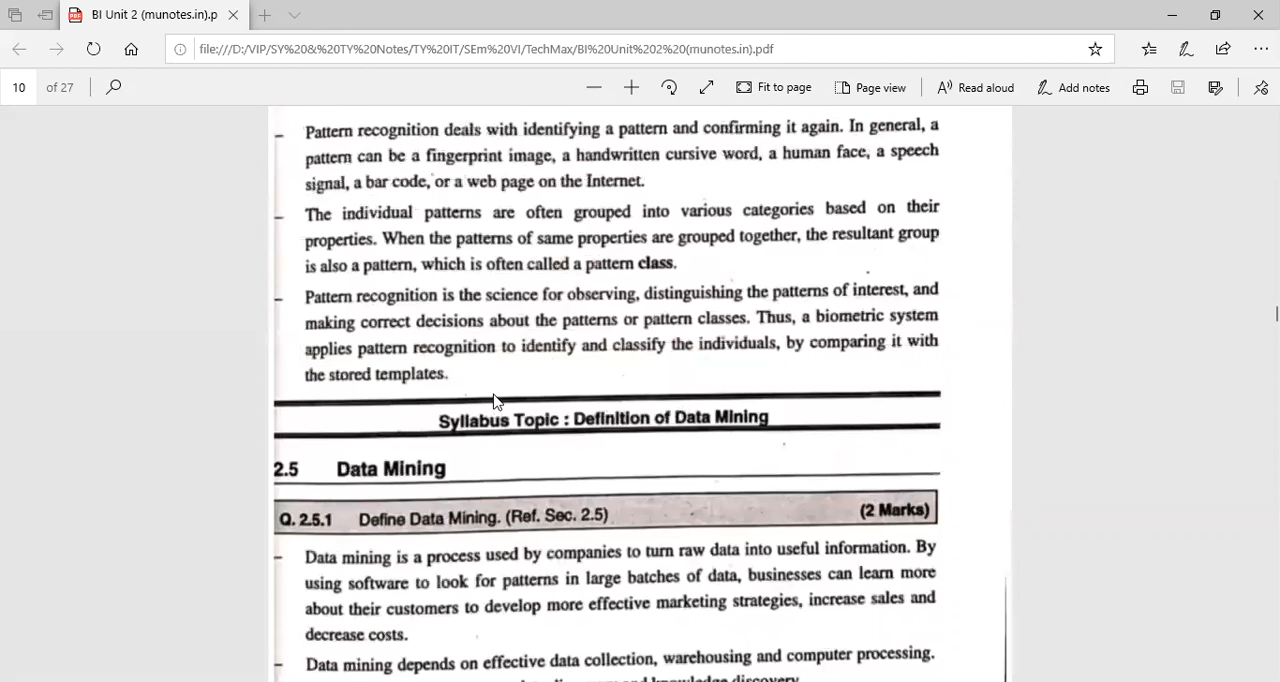 BI Unit 2 (munotes.in).p
file:///D:/VIP/SY%20&%20TY%20Notes/TY%20IT/SEm%20VI/TechMax/BI%20Unit%202%20(munotes.in).pdf
10 of 27 Fit to page Page view Read aloud Add notes
– Pattern recognition deals with identifying a pattern and confirming it again. In general, a
pattern can be a fingerprint image, a handwritten cursive word, a human face, a speech
signal, a bar code, or a web page on the Internet.
– The individual patterns are often grouped into various categories based on their
properties. When the patterns of same properties are grouped together, the resultant group
is also a pattern, which is often called a pattern class.
– Pattern recognition is the science for observing, distinguishing the patterns of interest, and
making correct decisions about the patterns or pattern classes. Thus, a biometric system
applies pattern recognition to identify and classify the individuals, by comparing it with
the stored templates.
Syllabus Topic : Definition of Data Mining
2.5 Data Mining
Q. 2.5.1 Define Data Mining. (Ref. Sec. 2.5) (2 Marks)
– Data mining is a process used by companies to turn raw data into useful information. By
using software to look for patterns in large batches of data, businesses can learn more
about their customers to develop more effective marketing strategies, increase sales and
decrease costs.
– Data mining depends on effective data collection, warehousing and computer processing.
and knowledge discovery